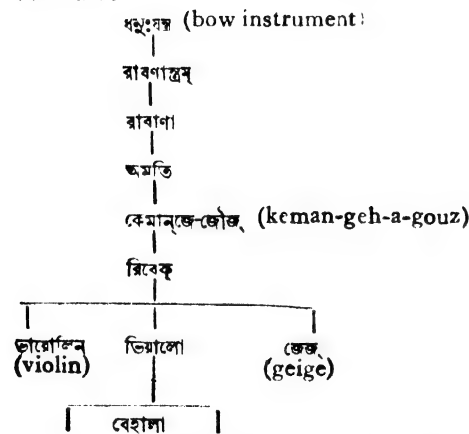 ধনুঃযন্ত্র (bow instrument)
রাবণাস্ত্রম্
রাবাণা
অমতি
কেমান্‌জে-জৌজ্ (keman-geh-a-gouz)
রিবেক্
ভায়োলিন ভিয়ালো জেজ্
(violin) (geige)
বেহালা